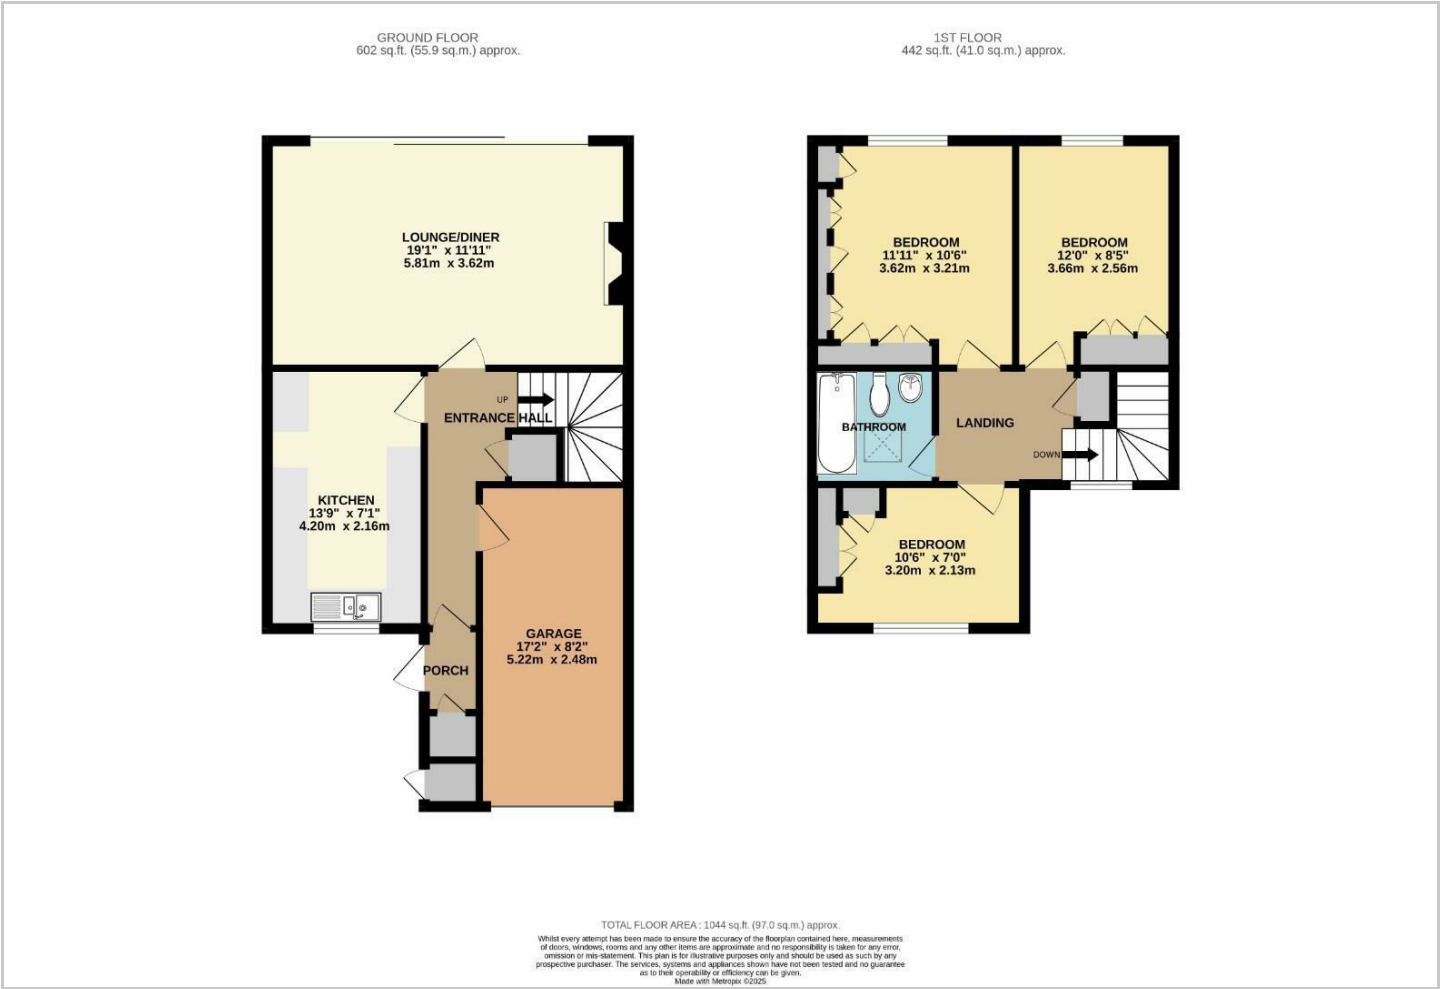 GROUND FLOOR
602 sq.ft. (55.9 sq.m.) approx.
1ST FLOOR
442 sq.ft. (41.0 sq.m.) approx.
LOUNGE/DINER
19'1" x 11'11"
5.81m x 3.62m
UP
ENTRANCE HALL
KITCHEN
13'9" x 7'1"
4.20m x 2.16m
GARAGE
17'2" x 8'2"
5.22m x 2.48m
PORCH
BEDROOM
11'11" x 10'6"
3.62m x 3.21m
BEDROOM
12'0" x 8'5"
3.66m x 2.56m
BATHROOM
LANDING
DOWN
BEDROOM
10'6" x 7'0"
3.20m x 2.13m
TOTAL FLOOR AREA : 1044 sq.ft. (97.0 sq.m.) approx.
Whilst every attempt has been made to ensure the accuracy of the floorplan contained here, measurements
of doors, windows, rooms and any other items are approximate and no responsibility is taken for any error,
omission or mis-statement. This plan is for illustrative purposes only and should be used as such by any
prospective purchaser. The services, systems and appliances shown have not been tested and no guarantee
as to their operability or efficiency can be given.
Made with Metropix ©2025